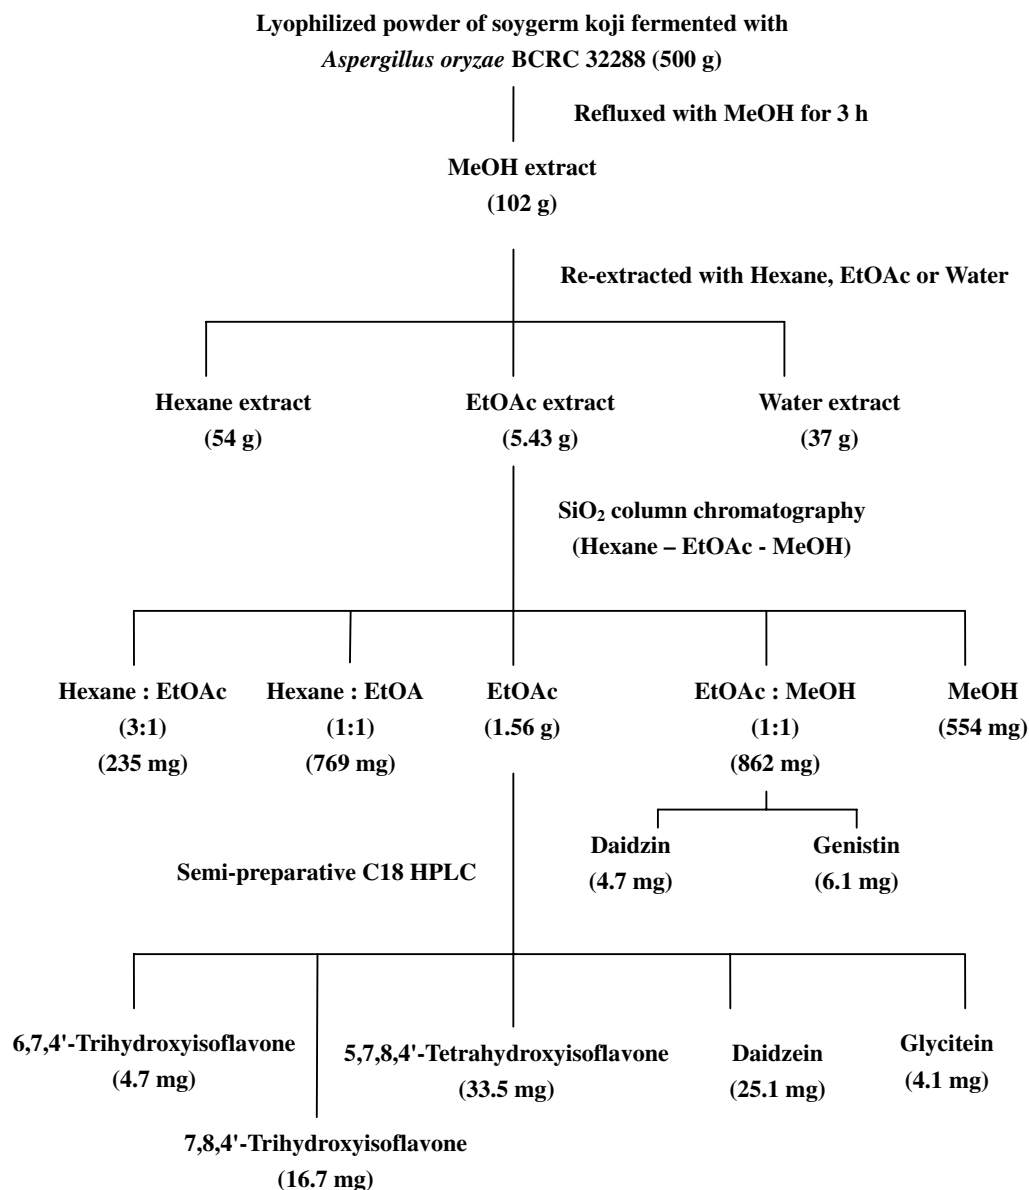 Lyophilized powder of soygerm koji fermented with
Aspergillus oryzae BCRC 32288 (500 g)
Refluxed with MeOH for 3 h
MeOH extract
(102 g)
Re-extracted with Hexane, EtOAc or Water
Hexane extract
(54 g)
EtOAc extract
(5.43 g)
Water extract
(37 g)
SiO₂ column chromatography
(Hexane – EtOAc - MeOH)
Hexane : EtOAc
(3:1)
(235 mg)
Hexane : EtOA
(1:1)
(769 mg)
EtOAc
(1.56 g)
EtOAc : MeOH
(1:1)
(862 mg)
MeOH
(554 mg)
Daidzin
(4.7 mg)
Genistin
(6.1 mg)
Semi-preparative C18 HPLC
6,7,4'-Trihydroxyisoflavone
(4.7 mg)
7,8,4'-Trihydroxyisoflavone
(16.7 mg)
5,7,8,4'-Tetrahydroxyisoflavone
(33.5 mg)
Daidzein
(25.1 mg)
Glycitein
(4.1 mg)